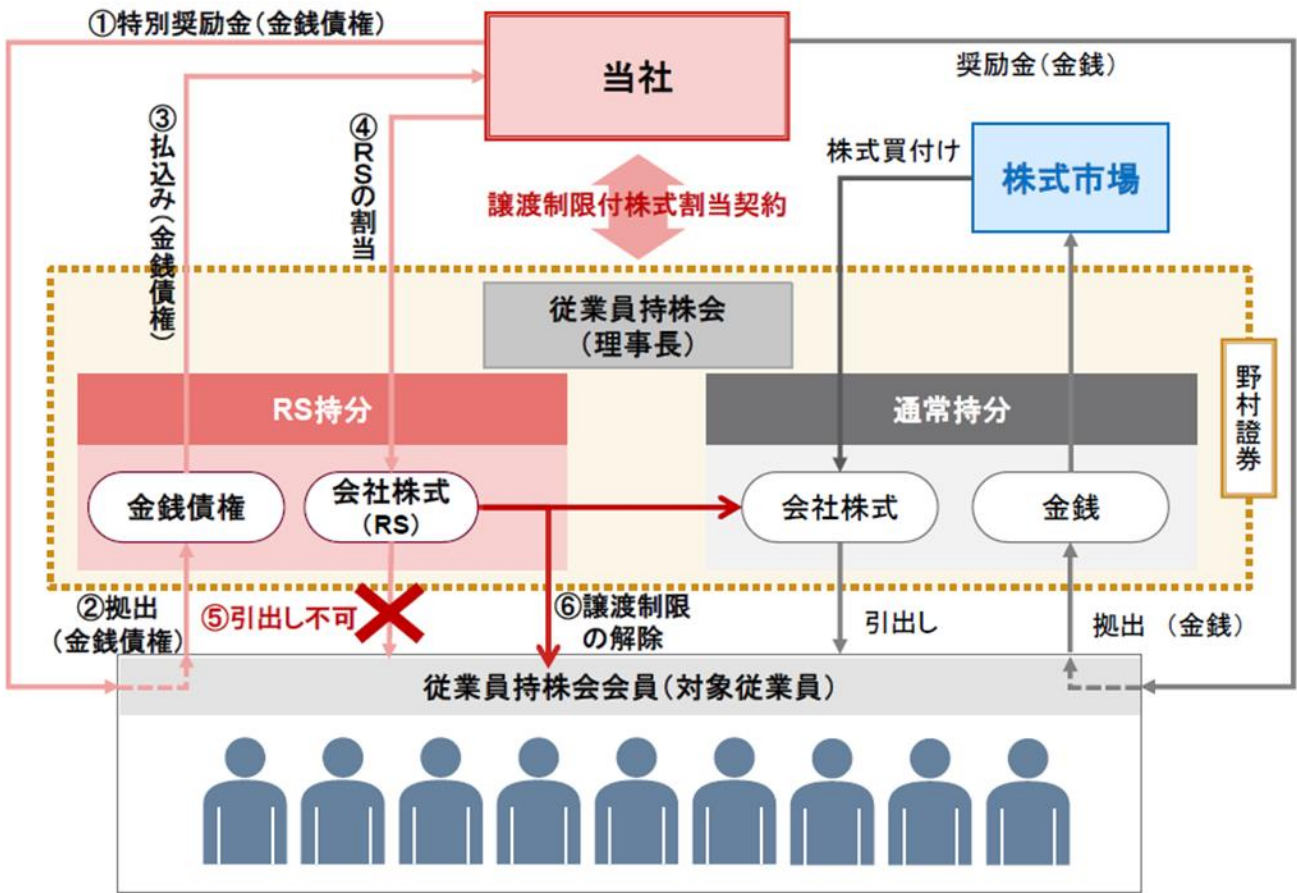 ①特別奨励金(金銭債権)
当社
奨励金(金銭)
③払込み(金銭債権)
④RSの割当
株式買付け
株式市場
譲渡制限付株式割当契約
従業員持株会
(理事長)
野村證券
RS持分
通常持分
金銭債権
会社株式
(RS)
会社株式
金銭
②拠出
(金銭債権)
⑤引出し不可
⑥譲渡制限
の解除
引出し
拠出 (金銭)
従業員持株会会員(対象従業員)